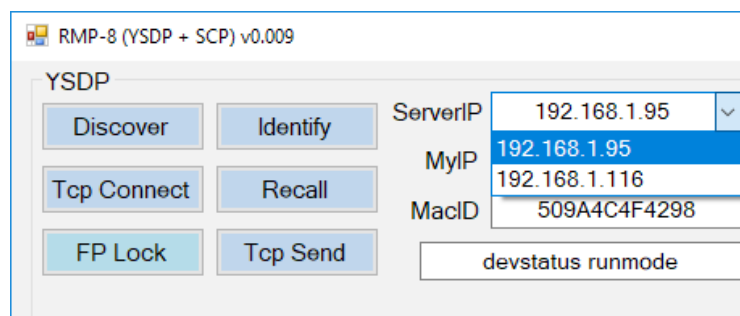 RMP-8 (YSDP + SCP) v0.009
YSDP
Discover
Identify
ServerIP
192.168.1.95
192.168.1.95
192.168.1.116
MyIP
Tcp Connect
Recall
MacID
509A4C4F4298
FP Lock
Tcp Send
devstatus runmode